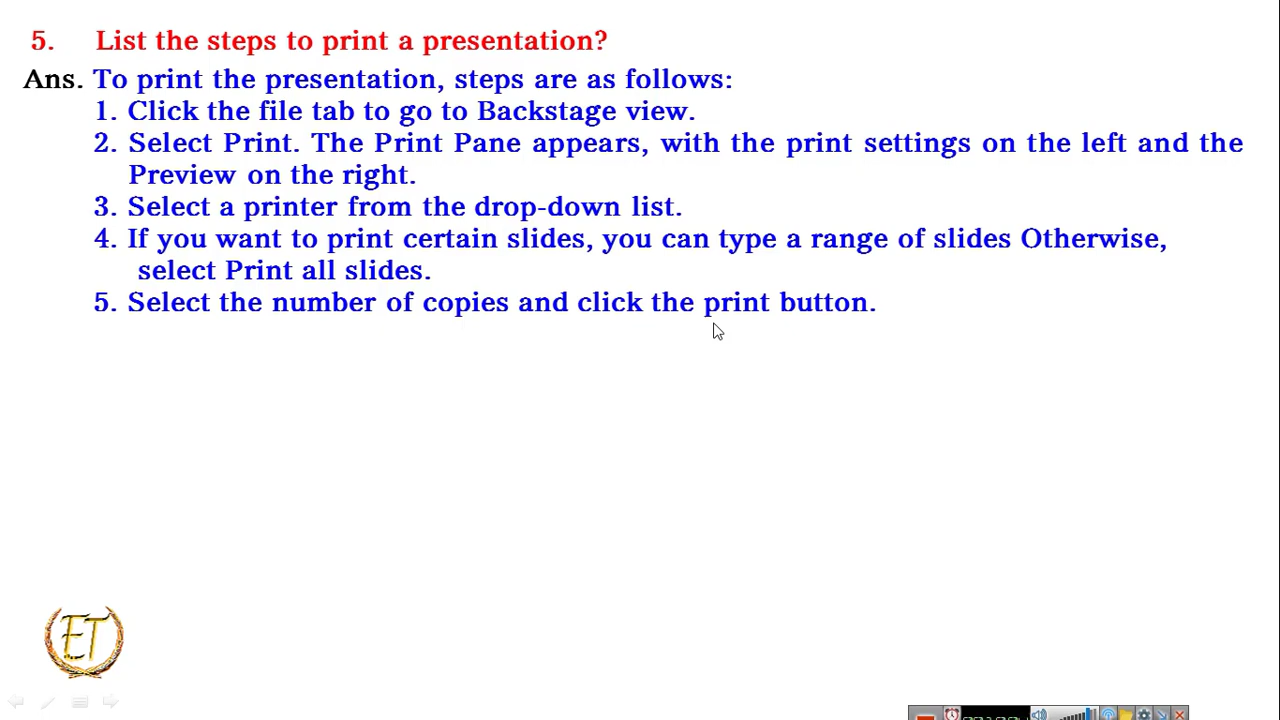 5. List the steps to print a presentation?
Ans. To print the presentation, steps are as follows:
1. Click the file tab to go to Backstage view.
2. Select Print. The Print Pane appears, with the print settings on the left and the
Preview on the right.
3. Select a printer from the drop-down list.
4. If you want to print certain slides, you can type a range of slides Otherwise,
select Print all slides.
5. Select the number of copies and click the print button.
ET